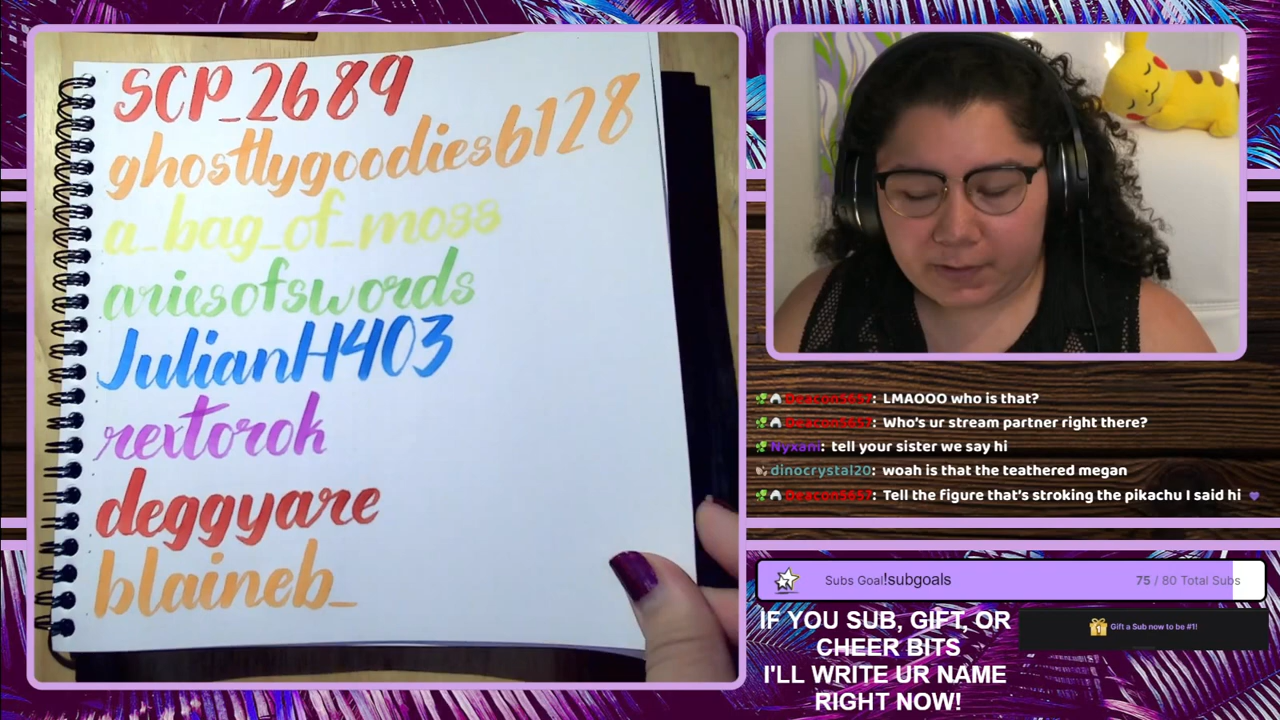 SCP_2689
ghostlygoodies6128
a_bag_of_moss
ariesofswords
JulianH403
rextorok
deggyare
blaineb_
Deacon5657: LMAOOO who is that?
Deacon5657: Who's ur stream partner right there?
Nyxam: tell your sister we say hi
dinocrystal20: woah is that the teathered megan
Deacon5657: Tell the figure that's stroking the pikachu I said hi
Subs Goal!subgoals
75 / 80 Total Subs
IF YOU SUB, GIFT, OR
CHEER BITS
I'LL WRITE UR NAME
RIGHT NOW!
Gift a Sub now to be #1!